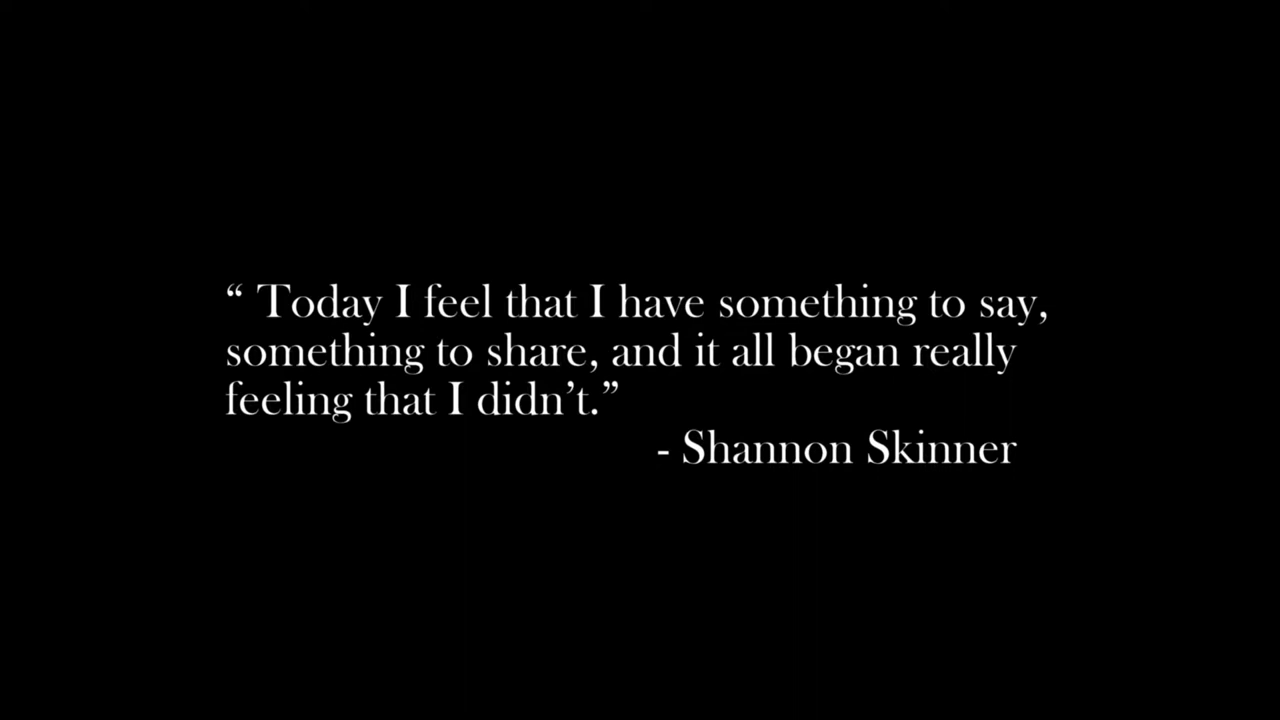 “ Today I feel that I have something to say,
something to share, and it all began really
feeling that I didn’t.”
- Shannon Skinner